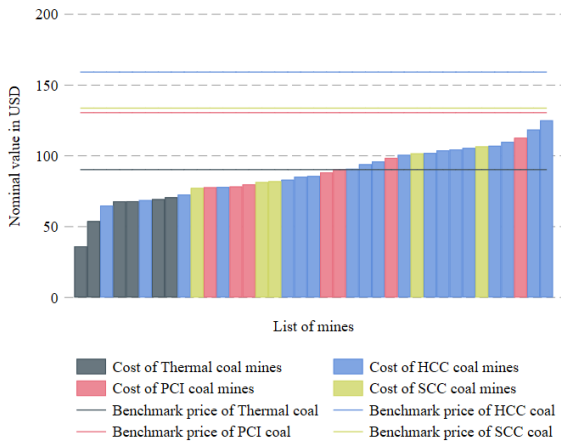 200
150
100
50
0
Nominal value in USD
List of mines
Cost of Thermal coal mines
Cost of HCC coal mines
Cost of PCI coal mines
Cost of SCC coal mines
Benchmark price of Thermal coal
Benchmark price of HCC coal
Benchmark price of PCI coal
Benchmark price of SCC coal